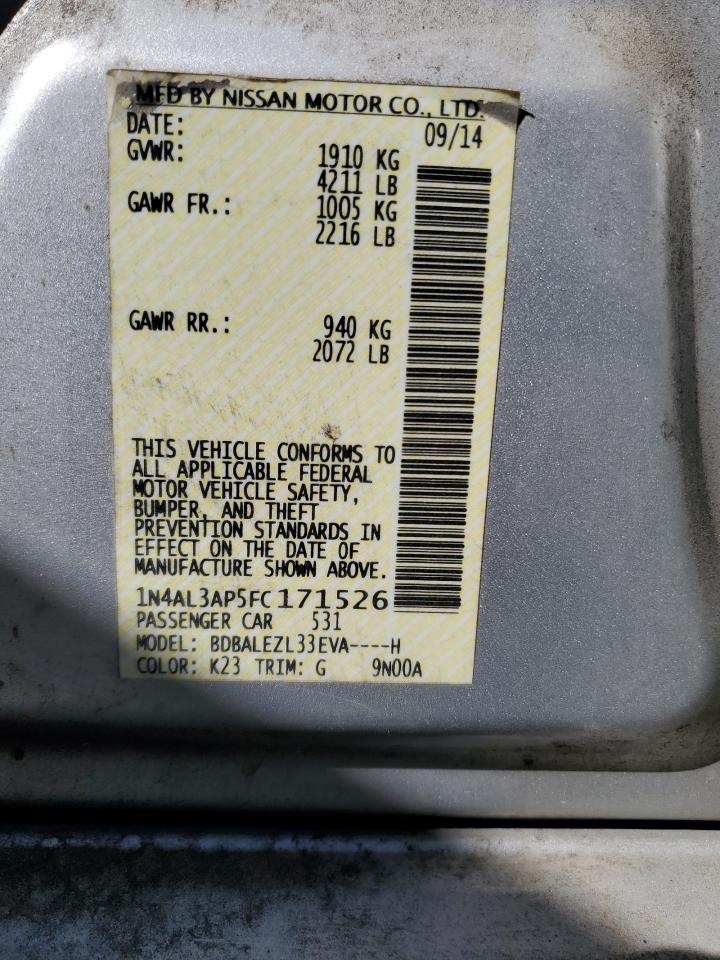 MFD BY NISSAN MOTOR CO., LTD.
DATE: 09/14
GVWR: 1910 KG
4211 LB
GAWR FR.: 1005 KG
2216 LB
GAWR RR.: 940 KG
2072 LB
THIS VEHICLE CONFORMS TO
ALL APPLICABLE FEDERAL
MOTOR VEHICLE SAFETY,
BUMPER, AND THEFT
PREVENTION STANDARDS IN
EFFECT ON THE DATE OF
MANUFACTURE SHOWN ABOVE.
1N4AL3AP5FC171526
PASSENGER CAR 531
MODEL: BDBALEZL33EVA----H
COLOR: K23 TRIM: G 9N00A